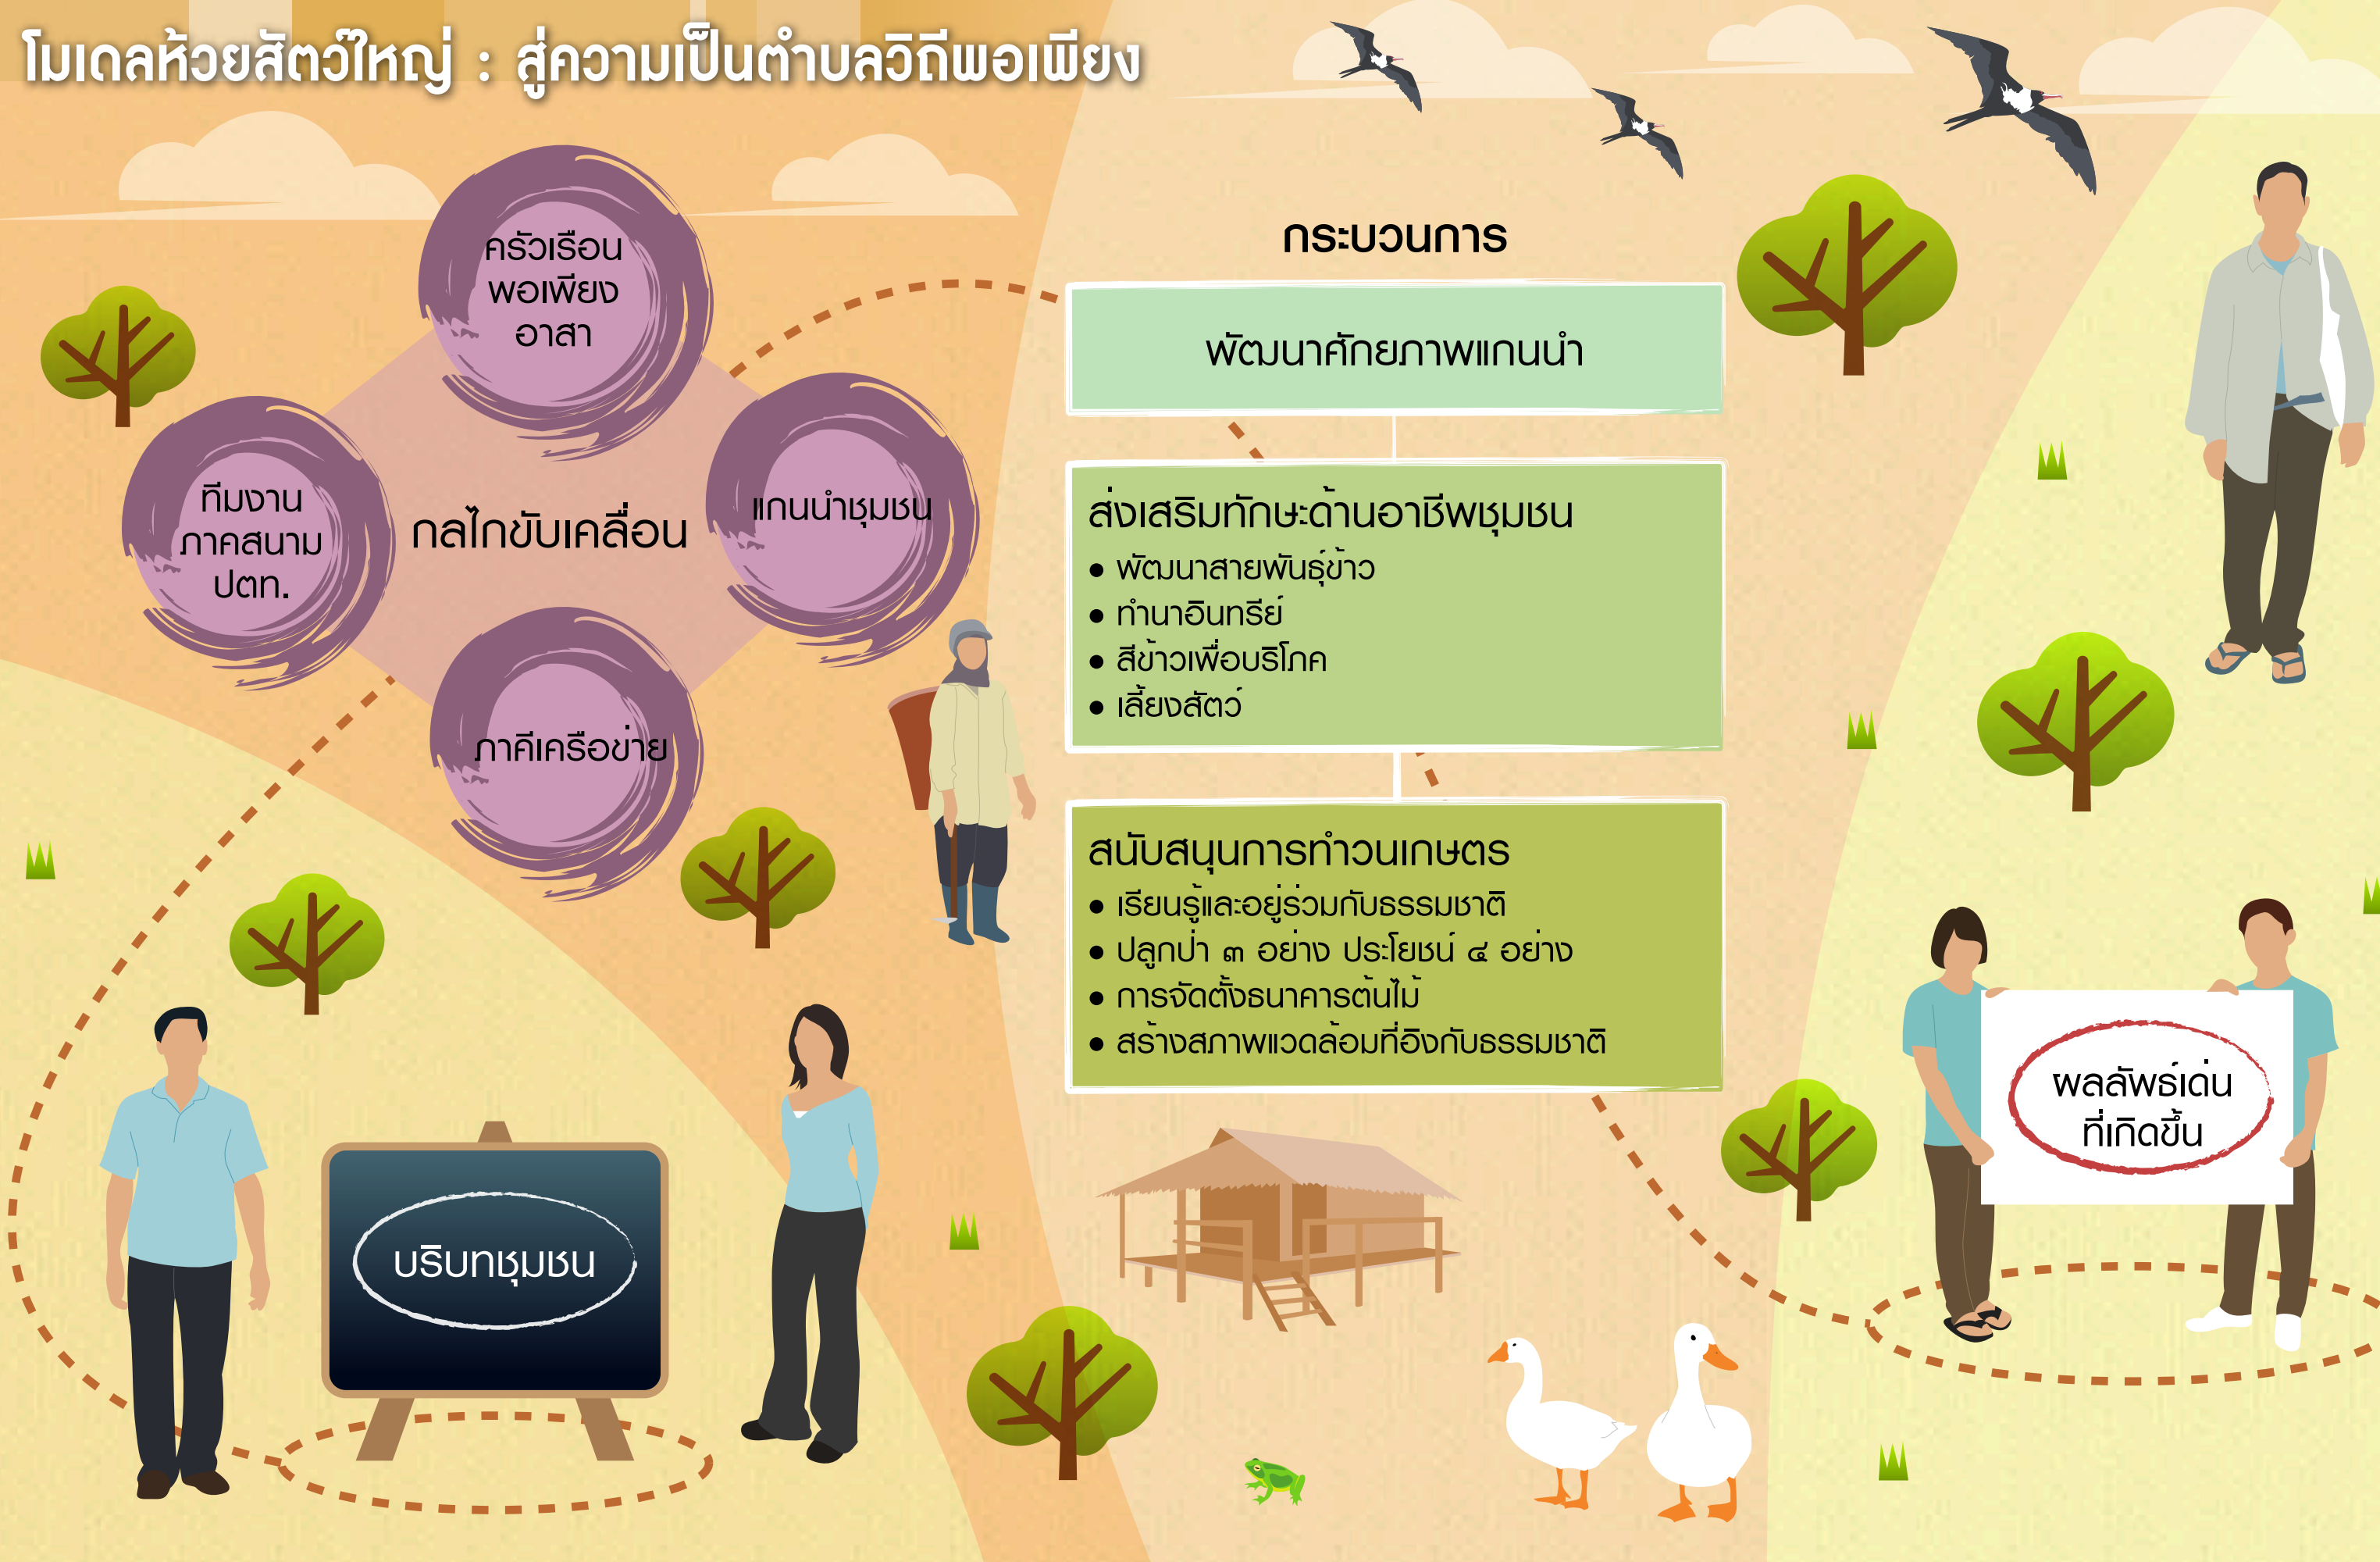 โมเดลห้วยสัตว์ใหญ่ : สู่ความเป็นตำบลวิถีพอเพียง
ครัวเรือน
พอเพียง
อาสา
ทีมงาน
ภาคสนาม
ปตท.
กลไกขับเคลื่อน
แกนนำชุมชน
ภาคีเครือข่าย
บริบทชุมชน
กระบวนการ
พัฒนาศักยภาพแกนนำ
ส่งเสริมทักษะด้านอาชีพชุมชน
● พัฒนาสายพันธุ์ข้าว
● ทำนาอินทรีย์
● สีข้าวเพื่อบริโภค
● เลี้ยงสัตว์
สนับสนุนการทำวนเกษตร
● เรียนรู้และอยู่ร่วมกับธรรมชาติ
● ปลูกป่า ๓ อย่าง ประโยชน์ ๔ อย่าง
● การจัดตั้งธนาคารต้นไม้
● สร้างสภาพแวดล้อมที่อิงกับธรรมชาติ
ผลลัพธ์เด่น
ที่เกิดขึ้น